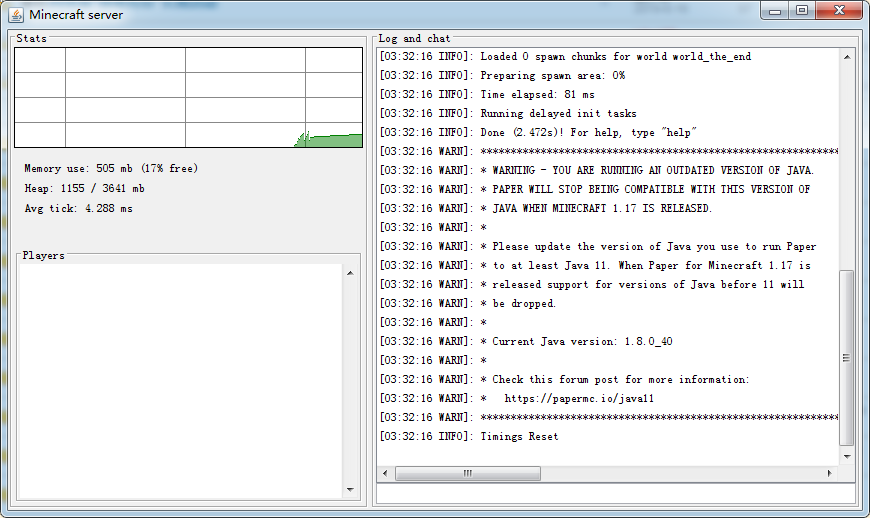 Minecraft server
Stats
Memory use: 505 mb (17% free)
Heap: 1155 / 3641 mb
Avg tick: 4.288 ms
Players
Log and chat
[03:32:16 INFO]: Loaded 0 spawn chunks for world world_the_end
[03:32:16 INFO]: Preparing spawn area: 0%
[03:32:16 INFO]: Time elapsed: 81 ms
[03:32:16 INFO]: Running delayed init tasks
[03:32:16 INFO]: Done (2.472s)! For help, type "help"
[03:32:16 WARN]: ************************************************************
[03:32:16 WARN]: * WARNING - YOU ARE RUNNING AN OUTDATED VERSION OF JAVA.
[03:32:16 WARN]: * PAPER WILL STOP BEING COMPATIBLE WITH THIS VERSION OF
[03:32:16 WARN]: * JAVA WHEN MINECRAFT 1.17 IS RELEASED.
[03:32:16 WARN]: *
[03:32:16 WARN]: * Please update the version of Java you use to run Paper
[03:32:16 WARN]: * to at least Java 11. When Paper for Minecraft 1.17 is
[03:32:16 WARN]: * released support for versions of Java before 11 will
[03:32:16 WARN]: * be dropped.
[03:32:16 WARN]: *
[03:32:16 WARN]: * Current Java version: 1.8.0_40
[03:32:16 WARN]: *
[03:32:16 WARN]: * Check this forum post for more information:
[03:32:16 WARN]: *   https://papermc.io/java11
[03:32:16 WARN]: ************************************************************
[03:32:16 INFO]: Timings Reset